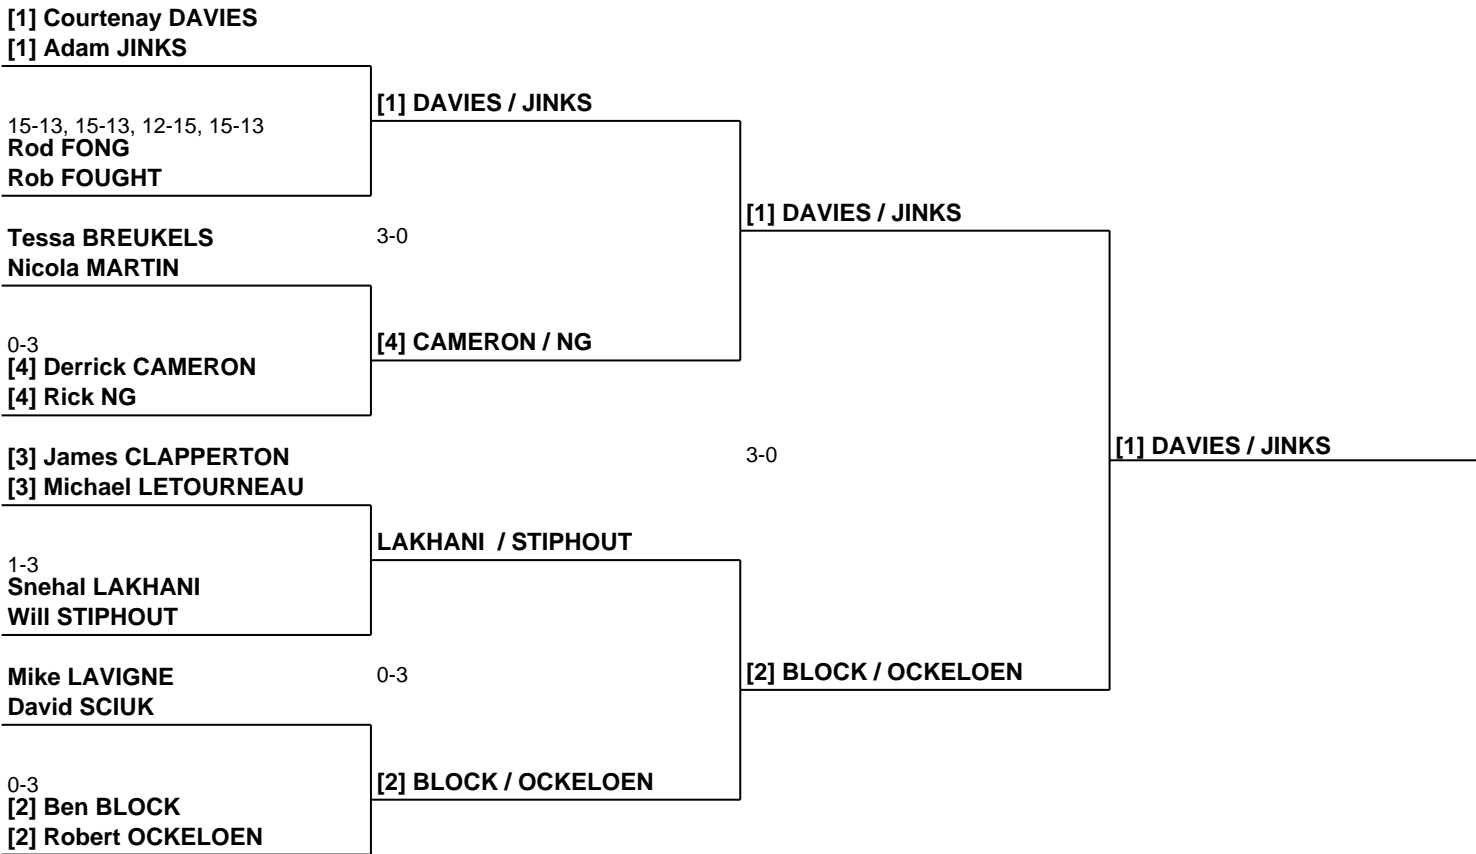 [1] Courtenay DAVIES
[1] Adam JINKS
[1] DAVIES / JINKS
15-13, 15-13, 12-15, 15-13
Rod FONG
Rob FOUGHT
[1] DAVIES / JINKS
Tessa BREUKELS
3-0
Nicola MARTIN
0-3
[4] CAMERON / NG
[4] Derrick CAMERON
[4] Rick NG
[3] James CLAPPERTON
3-0
[1] DAVIES / JINKS
[3] Michael LETOURNEAU
LAKHANI / STIPHOUT
1-3
Snehal LAKHANI
Will STIPHOUT
Mike LAVIGNE
0-3
[2] BLOCK / OCKELOEN
David SCIUK
0-3
[2] BLOCK / OCKELOEN
[2] Ben BLOCK
[2] Robert OCKELOEN